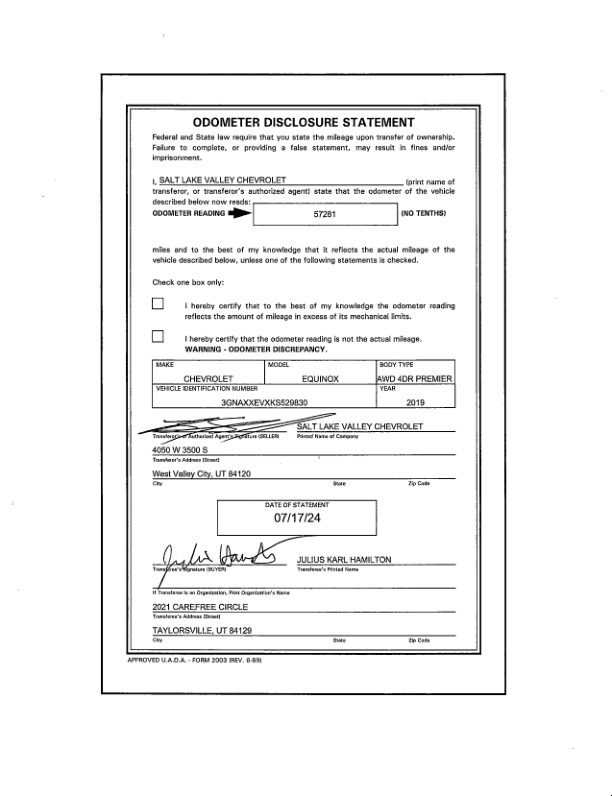 ODOMETER DISCLOSURE STATEMENT
Federal and State law require that you state the mileage upon transfer of ownership.
Failure to complete, or providing a false statement, may result in fines and/or
imprisonment.
I, SALT LAKE VALLEY CHEVROLET (print name of
transferor, or transferor's authorized agent) state that the odometer of the vehicle
described below now reads:
ODOMETER READING 57281 (NO TENTHS)
miles and to the best of my knowledge that it reflects the actual mileage of the
vehicle described below, unless one of the following statements is checked.
Check one box only:
I hereby certify that to the best of my knowledge the odometer reading
reflects the amount of mileage in excess of its mechanical limits.
I hereby certify that the odometer reading is not the actual mileage.
WARNING - ODOMETER DISCREPANCY.
MAKE MODEL BODY TYPE
CHEVROLET EQUINOX AWD 4DR PREMIER
VEHICLE IDENTIFICATION NUMBER YEAR
3GNAXXEVXKS529830 2019
SALT LAKE VALLEY CHEVROLET
Transferor's or Authorized Agent's Signature (SELLER) Printed Name of Company
4050 W 3500 S
Transferor's Address (Street)
West Valley City, UT 84120
City State Zip Code
DATE OF STATEMENT
07/17/24
JULIUS KARL HAMILTON
Transferee's Signature (BUYER) Transferee's Printed Name
If Transferee is an Organization, Print Organization's Name
2021 CAREFREE CIRCLE
Transferee's Address (Street)
TAYLORSVILLE, UT 84129
City State Zip Code
APPROVED U.A.D.A. - FORM 2003 (REV. 6-89)